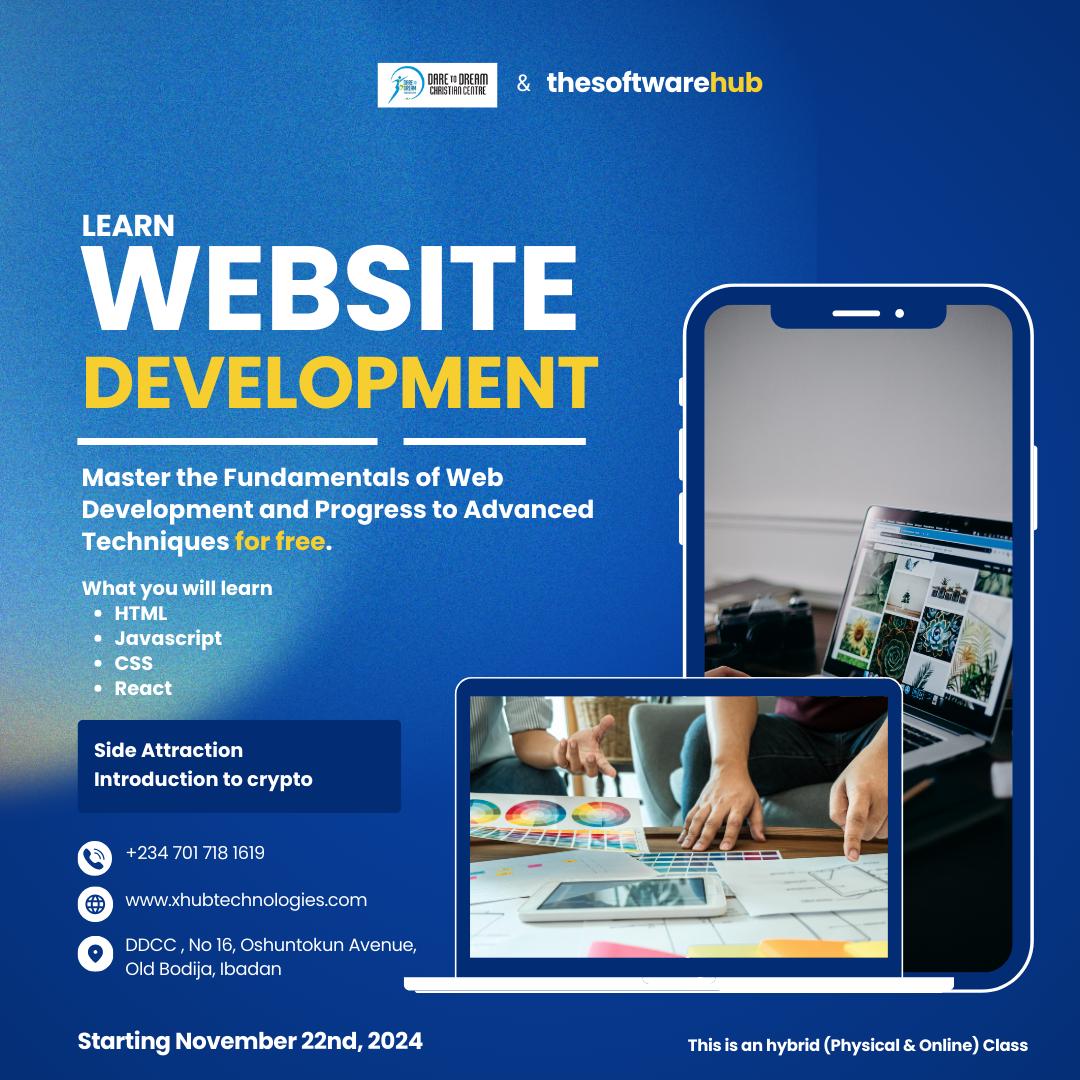 DARE TO DREAM
CHRISTIAN CENTRE
& thesoftwarehub
LEARN
WEBSITE
DEVELOPMENT
Master the Fundamentals of Web
Development and Progress to Advanced
Techniques for free.
What you will learn
• HTML
• Javascript
• CSS
• React
Side Attraction
Introduction to crypto
+234 701 718 1619
www.xhubtechnologies.com
DDCC , No 16, Oshuntokun Avenue,
Old Bodija, Ibadan
Starting November 22nd, 2024
This is an hybrid (Physical & Online) Class